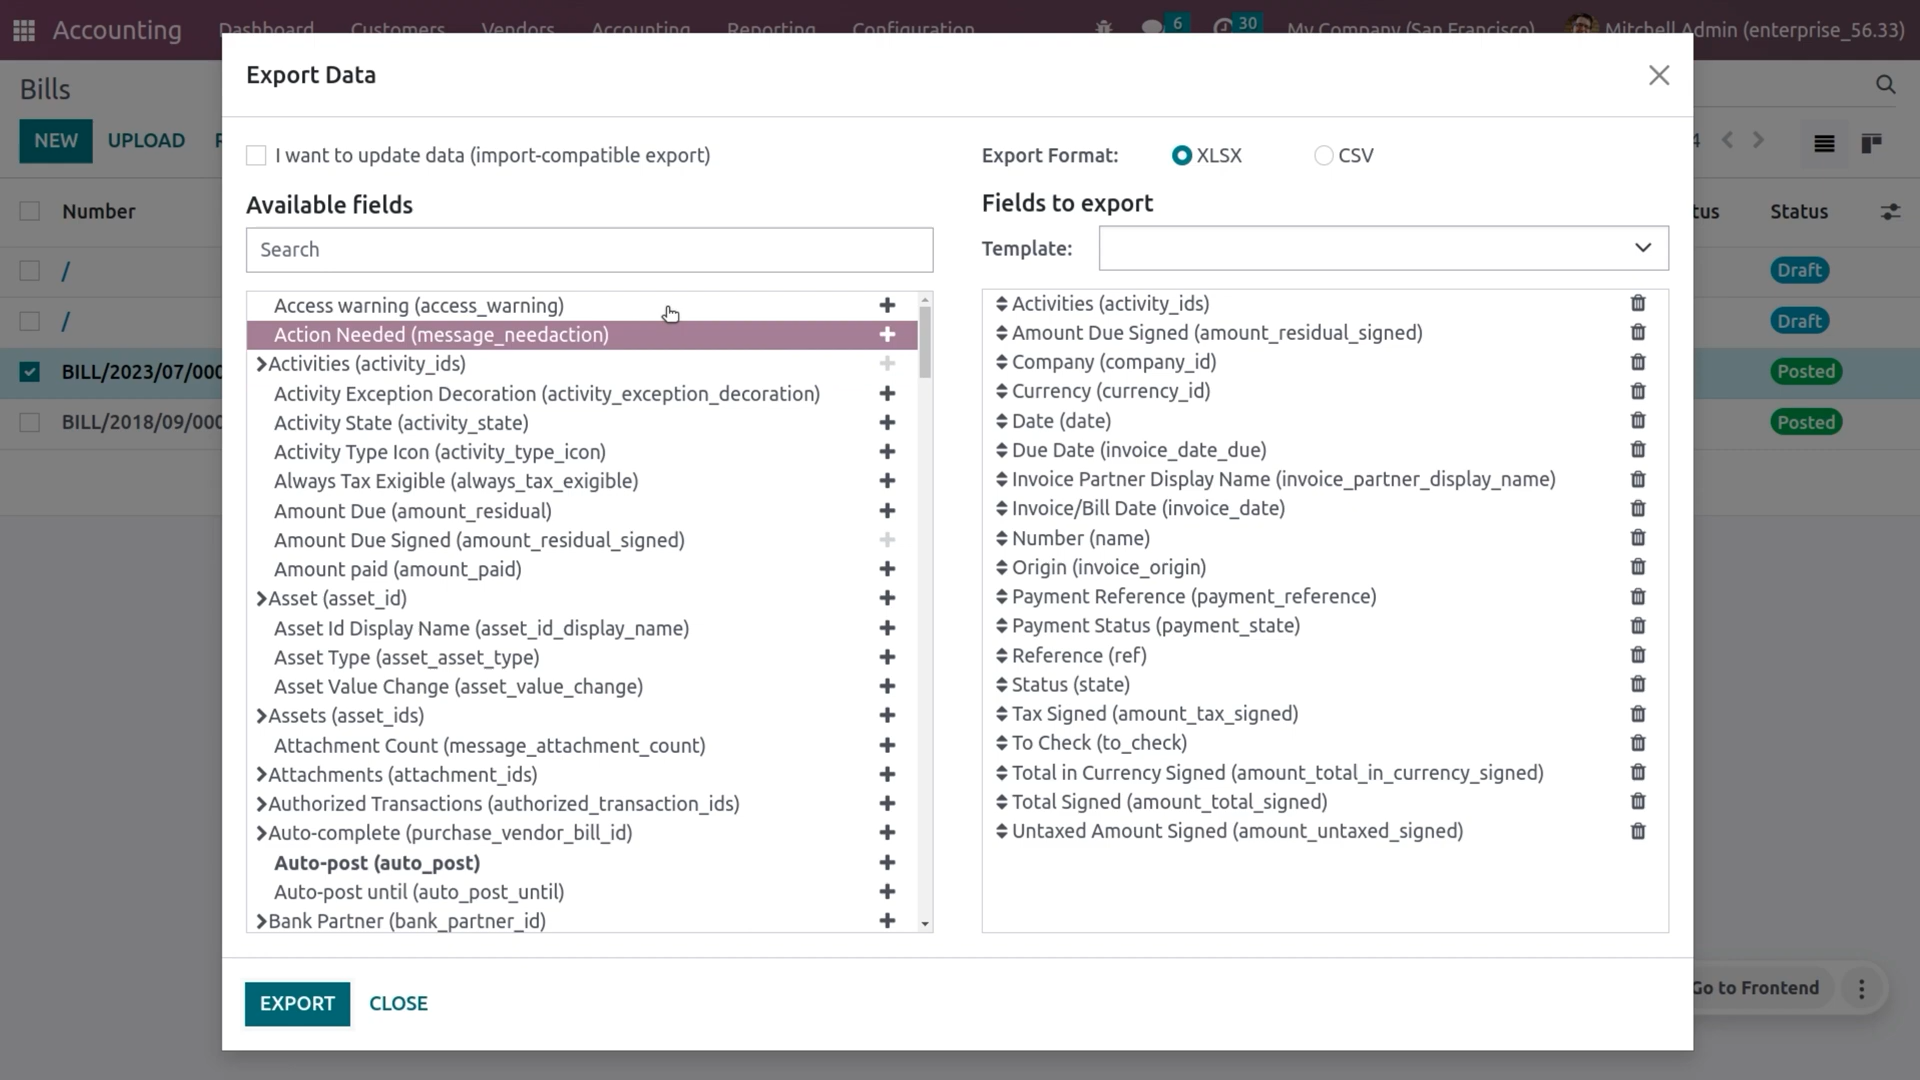 Accounting
Dashboard
Customers
Vendors
Accounting
Reporting
Configuration
6
30
My Company (San Francisco)
Mitchell Admin (enterprise_56.33)
Bills
NEW
UPLOAD
4
Number
Status
/
Draft
/
Draft
BILL/2023/07/000
Posted
BILL/2018/09/000
Posted
Export Data
I want to update data (import-compatible export)
Export Format:
XLSX
CSV
Available fields
Search
Access warning (access_warning)
Action Needed (message_needaction)
Activities (activity_ids)
Activity Exception Decoration (activity_exception_decoration)
Activity State (activity_state)
Activity Type Icon (activity_type_icon)
Always Tax Exigible (always_tax_exigible)
Amount Due (amount_residual)
Amount Due Signed (amount_residual_signed)
Amount paid (amount_paid)
Asset (asset_id)
Asset Id Display Name (asset_id_display_name)
Asset Type (asset_asset_type)
Asset Value Change (asset_value_change)
Assets (asset_ids)
Attachment Count (message_attachment_count)
Attachments (attachment_ids)
Authorized Transactions (authorized_transaction_ids)
Auto-complete (purchase_vendor_bill_id)
Auto-post (auto_post)
Auto-post until (auto_post_until)
Bank Partner (bank_partner_id)
Fields to export
Template:
Activities (activity_ids)
Amount Due Signed (amount_residual_signed)
Company (company_id)
Currency (currency_id)
Date (date)
Due Date (invoice_date_due)
Invoice Partner Display Name (invoice_partner_display_name)
Invoice/Bill Date (invoice_date)
Number (name)
Origin (invoice_origin)
Payment Reference (payment_reference)
Payment Status (payment_state)
Reference (ref)
Status (state)
Tax Signed (amount_tax_signed)
To Check (to_check)
Total in Currency Signed (amount_total_in_currency_signed)
Total Signed (amount_total_signed)
Untaxed Amount Signed (amount_untaxed_signed)
EXPORT
CLOSE
Go to Frontend